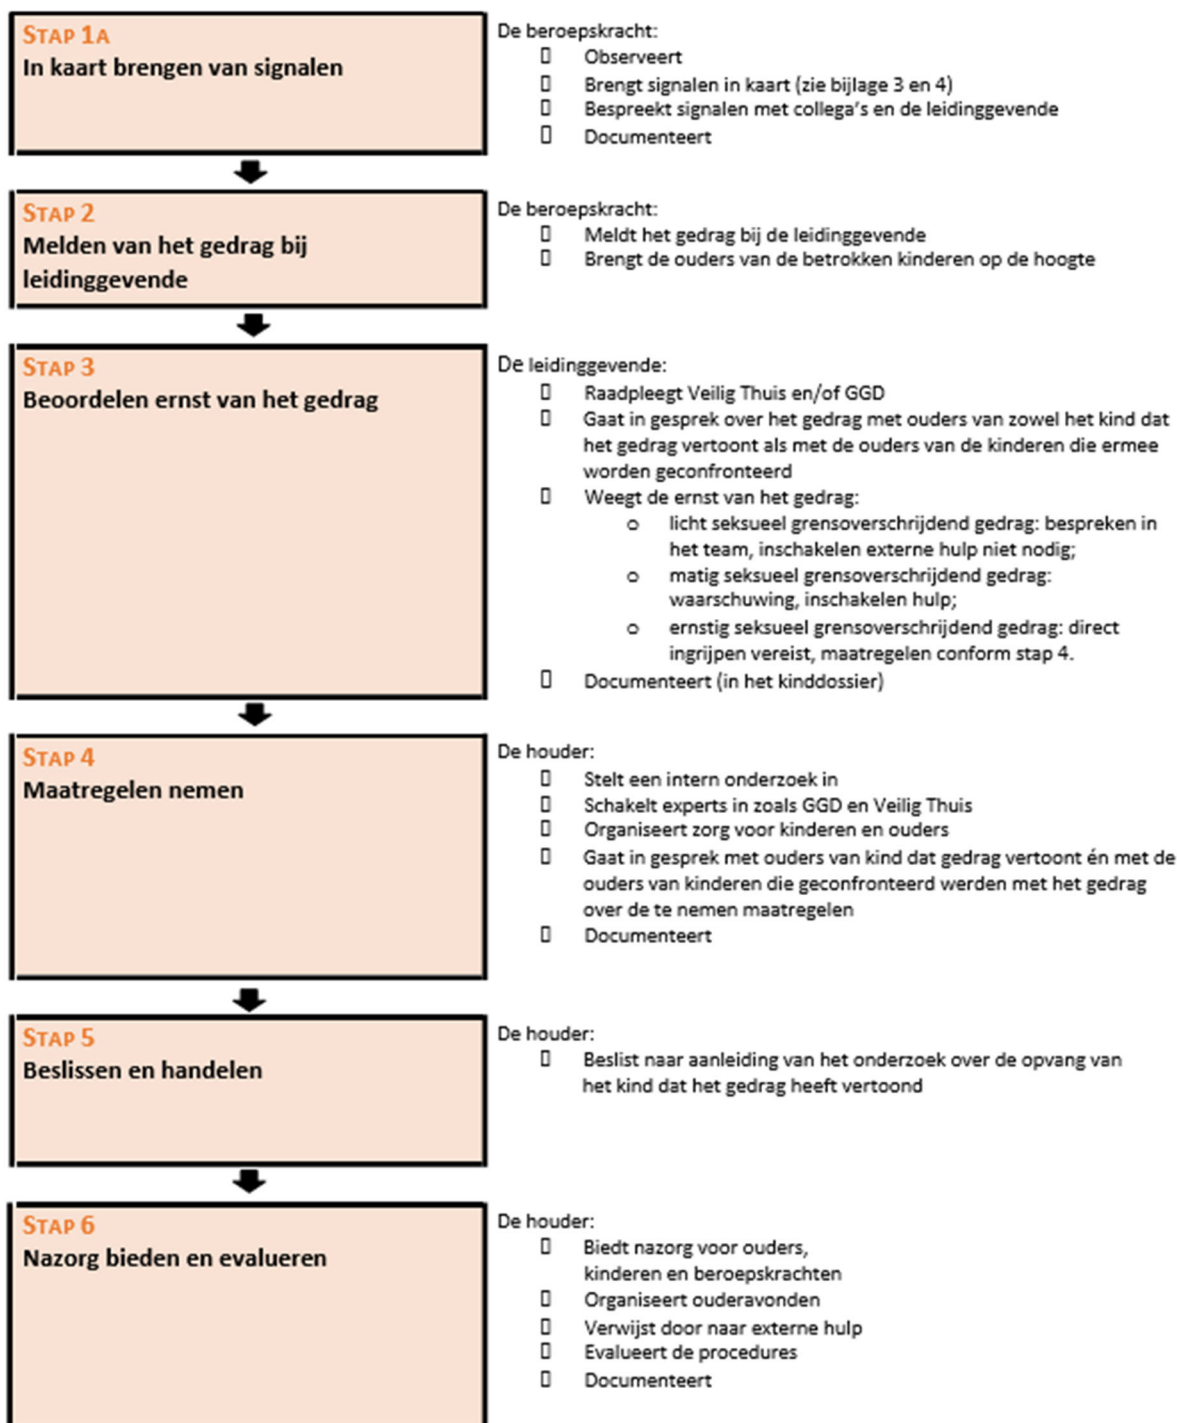 STAP 1A
In kaart brengen van signalen
De beroepskracht:
Observeert
Brengt signalen in kaart (zie bijlage 3 en 4)
Bespreekt signalen met collega's en de leidinggevende
Documenteert
STAP 2
Melden van het gedrag bij
leidinggevende
De beroepskracht:
Meldt het gedrag bij de leidinggevende
Brengt de ouders van de betrokken kinderen op de hoogte
STAP 3
Beoordelen ernst van het gedrag
De leidinggevende:
Raadpleegt Veilig Thuis en/of GGD
Gaat in gesprek over het gedrag met ouders van zowel het kind dat
het gedrag vertoont als met de ouders van de kinderen die ermee
worden geconfronteerd
Weegt de ernst van het gedrag:
o licht seksueel grensoverschrijdend gedrag: bespreken in
het team, inschakelen externe hulp niet nodig;
o matig seksueel grensoverschrijdend gedrag:
waarschuwing, inschakelen hulp;
o ernstig seksueel grensoverschrijdend gedrag: direct
ingrijpen vereist, maatregelen conform stap 4.
Documenteert (in het kinddossier)
STAP 4
Maatregelen nemen
De houder:
Stelt een intern onderzoek in
Schakelt experts in zoals GGD en Veilig Thuis
Organiseert zorg voor kinderen en ouders
Gaat in gesprek met ouders van kind dat gedrag vertoont én met de
ouders van kinderen die geconfronteerd werden met het gedrag
over de te nemen maatregelen
Documenteert
STAP 5
Beslissen en handelen
De houder:
Beslist naar aanleiding van het onderzoek over de opvang van
het kind dat het gedrag heeft vertoond
STAP 6
Nazorg bieden en evalueren
De houder:
Biedt nazorg voor ouders,
kinderen en beroepskrachten
Organiseert ouderavonden
Verwijst door naar externe hulp
Evalueert de procedures
Documenteert